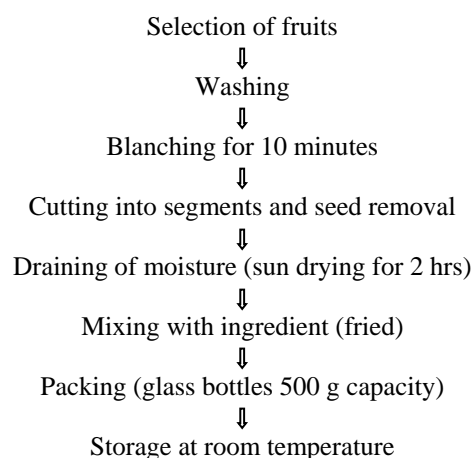 Selection of fruits
⇩
Washing
⇩
Blanching for 10 minutes
⇩
Cutting into segments and seed removal
⇩
Draining of moisture (sun drying for 2 hrs)
⇩
Mixing with ingredient (fried)
⇩
Packing (glass bottles 500 g capacity)
⇩
Storage at room temperature